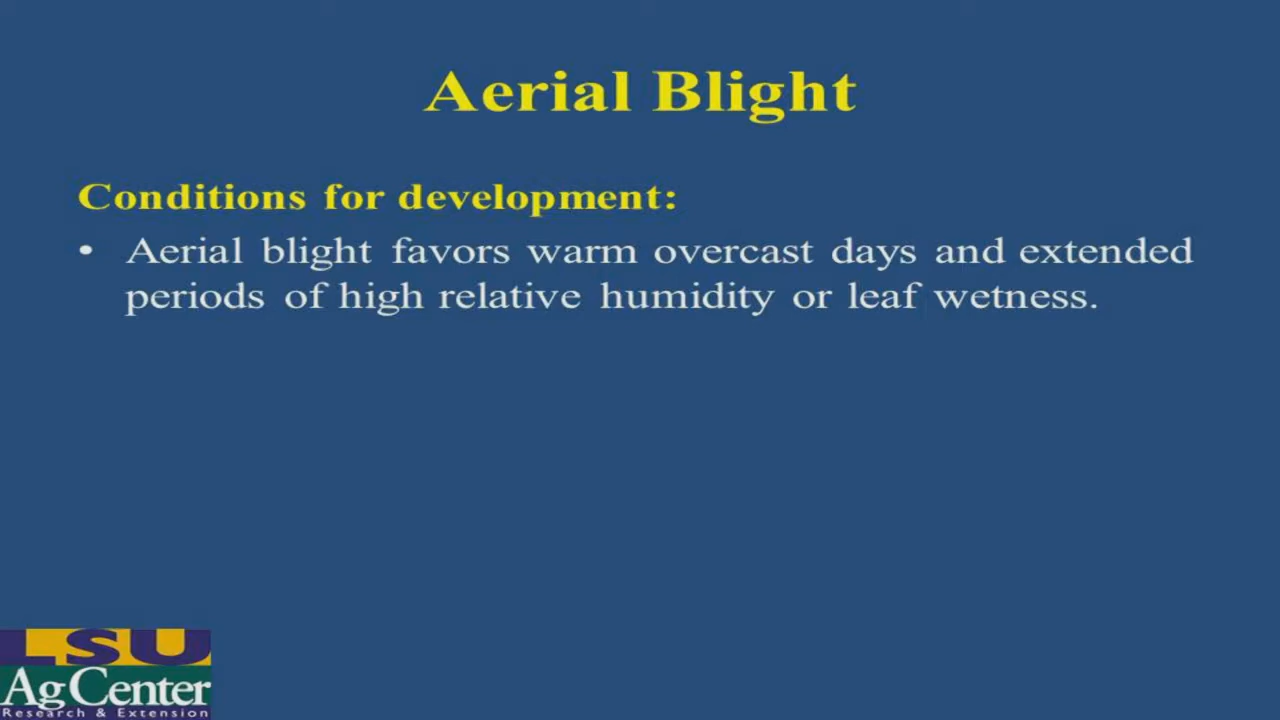 Aerial Blight
Conditions for development:
• Aerial blight favors warm overcast days and extended
periods of high relative humidity or leaf wetness.
LSU
AgCenter
Research & Extension